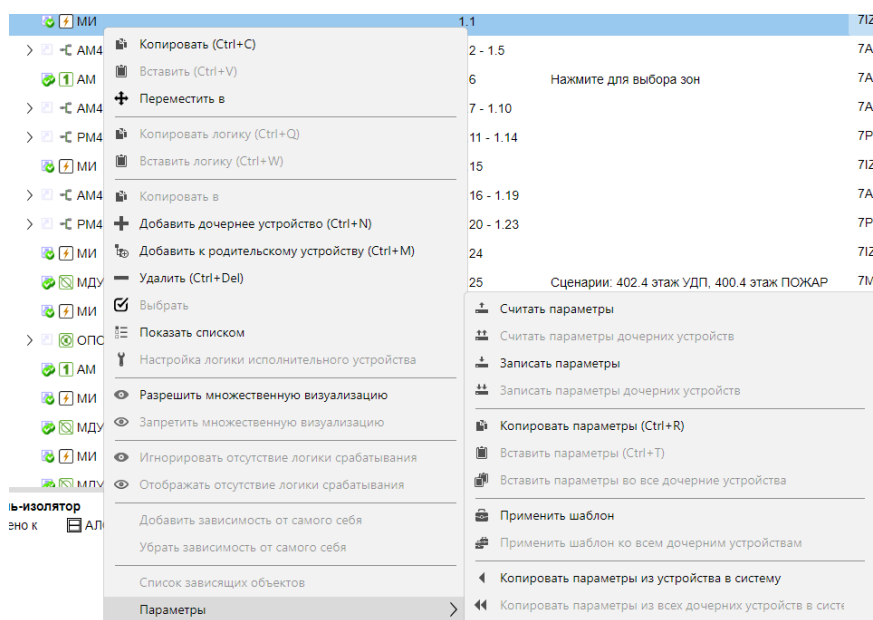 МИ 1.1 7IZ
АМ4 2 - 1.5 7А
АМ 6 Нажмите для выбора зон 7А
АМ4 7 - 1.10 7А
РМ4 11 - 1.14 7Р
МИ 15 7IZ
АМ4 16 - 1.19 7А
РМ4 20 - 1.23 7Р
МИ 24 7IZ
МДУ 25 Сценарии: 402.4 этаж УДП, 400.4 этаж ПОЖАР 7М
МИ
ОПО
1 АМ
МИ
МДУ
МИ
МДУ
ль-изолятор
ено к АЛ
Копировать (Ctrl+C)
Вставить (Ctrl+V)
Переместить в
Копировать логику (Ctrl+Q)
Вставить логику (Ctrl+W)
Копировать в
Добавить дочернее устройство (Ctrl+N)
Добавить к родительскому устройству (Ctrl+M)
Удалить (Ctrl+Del)
Выбрать
Показать списком
Настройка логики исполнительного устройства
Разрешить множественную визуализацию
Запретить множественную визуализацию
Игнорировать отсутствие логики срабатывания
Отображать отсутствие логики срабатывания
Добавить зависимость от самого себя
Убрать зависимость от самого себя
Список зависящих объектов
Параметры
Считать параметры
Считать параметры дочерних устройств
Записать параметры
Записать параметры дочерних устройств
Копировать параметры (Ctrl+R)
Вставить параметры (Ctrl+T)
Вставить параметры во все дочерние устройства
Применить шаблон
Применить шаблон ко всем дочерним устройствам
Копировать параметры из устройства в систему
Копировать параметры из всех дочерних устройств в систе